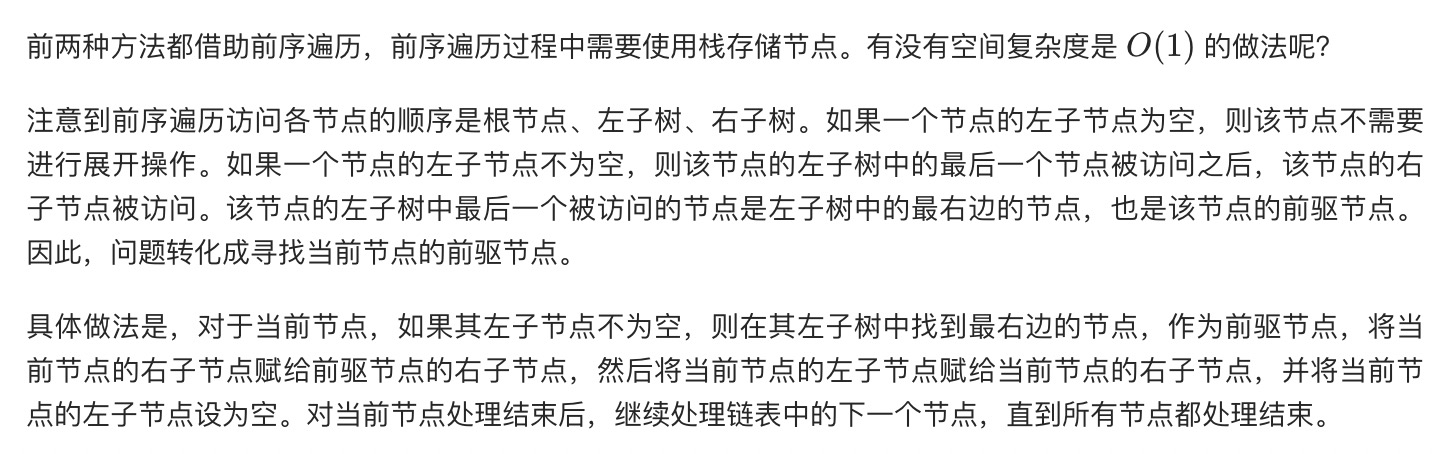 前两种方法都借助前序遍历，前序遍历过程中需要使用栈存储节点。有没有空间复杂度是 O(1) 的做法呢？
注意到前序遍历访问各节点的顺序是根节点、左子树、右子树。如果一个节点的左子节点为空，则该节点不需要
进行展开操作。如果一个节点的左子节点不为空，则该节点的左子树中的最后一个节点被访问之后，该节点的右
子节点被访问。该节点的左子树中最后一个被访问的节点是左子树中的最右边的节点，也是该节点的前驱节点。
因此，问题转化成寻找当前节点的前驱节点。
具体做法是，对于当前节点，如果其左子节点不为空，则在其左子树中找到最右边的节点，作为前驱节点，将当
前节点的右子节点赋给前驱节点的右子节点，然后将当前节点的左子节点赋给当前节点的右子节点，并将当前节
点的左子节点设为空。对当前节点处理结束后，继续处理链表中的下一个节点，直到所有节点都处理结束。